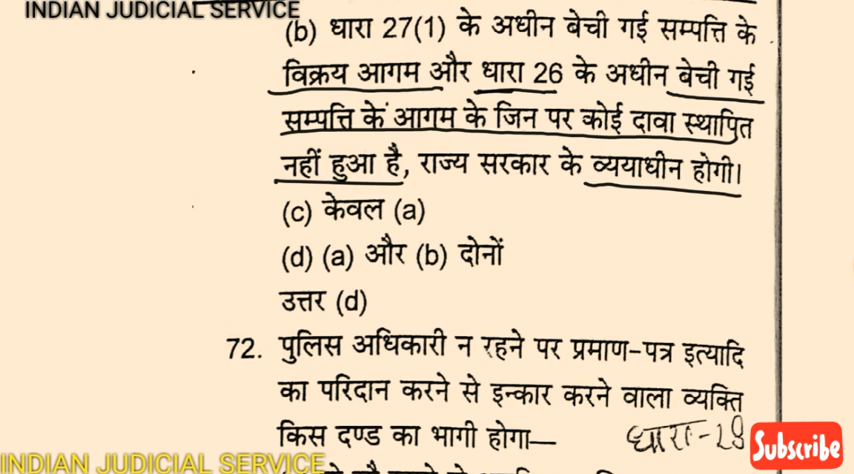 INDIAN JUDICIAL SERVICE
(b) धारा 27(1) के अधीन बेची गई सम्पत्ति के
विक्रय आगम और धारा 26 के अधीन बेची गई
सम्पत्ति के आगम के जिन पर कोई दावा स्थापित
नहीं हुआ है, राज्य सरकार के व्ययाधीन होगी।
(c) केवल (a)
(d) (a) और (b) दोनों
उत्तर (d)
72. पुलिस अधिकारी न रहने पर प्रमाण-पत्र इत्यादि
का परिदान करने से इन्कार करने वाला व्यक्ति
किस दण्ड का भागी होगा—
धारा-28
Subscribe
INDIAN JUDICIAL SERVICE